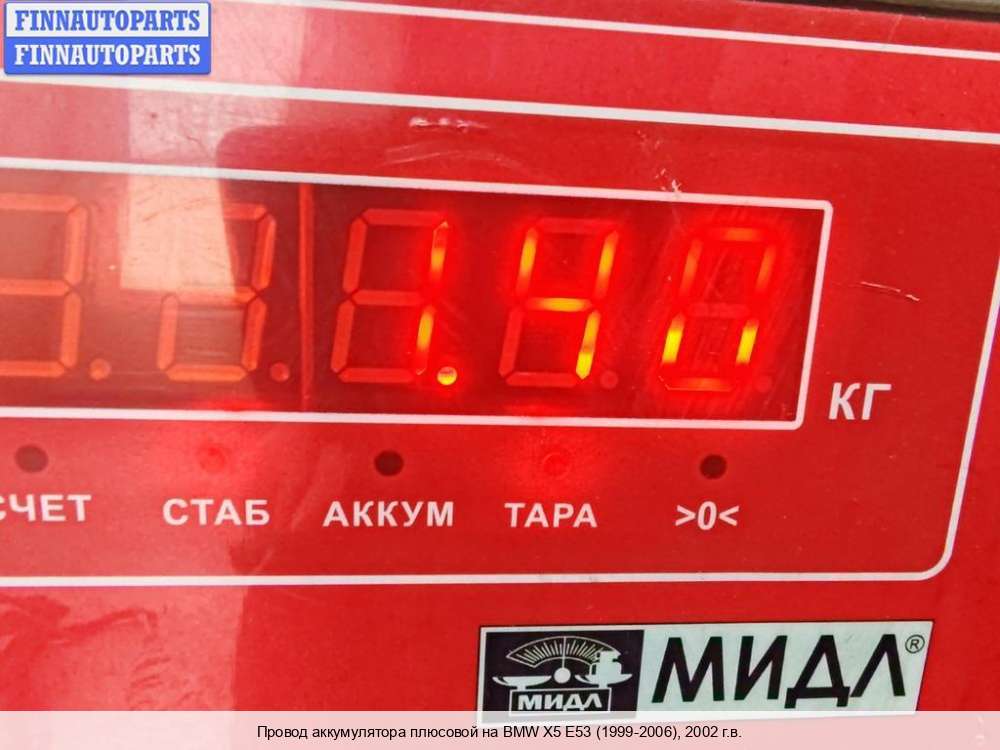 FINNAUTOPARTS
FINNAUTOPARTS
1.40
КГ
СЧЕТ СТАБ АККУМ ТАРА >0<
МИДЛ МИДЛ®
Провод аккумулятора плюсовой на BMW X5 E53 (1999-2006), 2002 г.в.